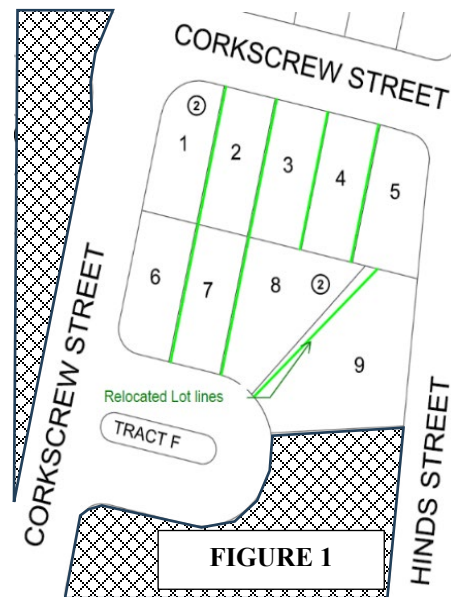 CORKSCREW STREET
②
1
2
3
4
5
6
7
8
②
9
Relocated Lot lines
TRACT F
CORKSCREW STREET
HINDS STREET
FIGURE 1